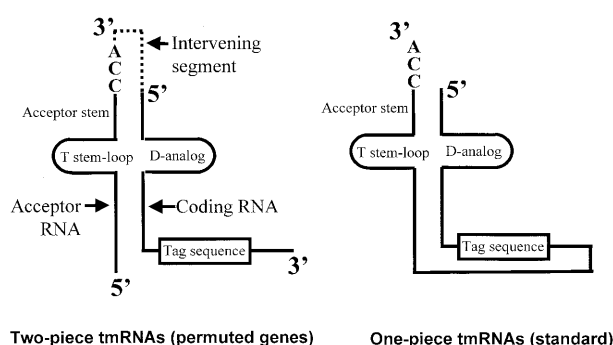 3'
A
C
C
Intervening
segment
5'
Acceptor stem
T stem-loop
D-analog
Acceptor
RNA
Coding RNA
Tag sequence
3'
5'
Two-piece tmRNAs (permuted genes)
3'
A
C
C
5'
Acceptor stem
T stem-loop
D-analog
Tag sequence
One-piece tmRNAs (standard)